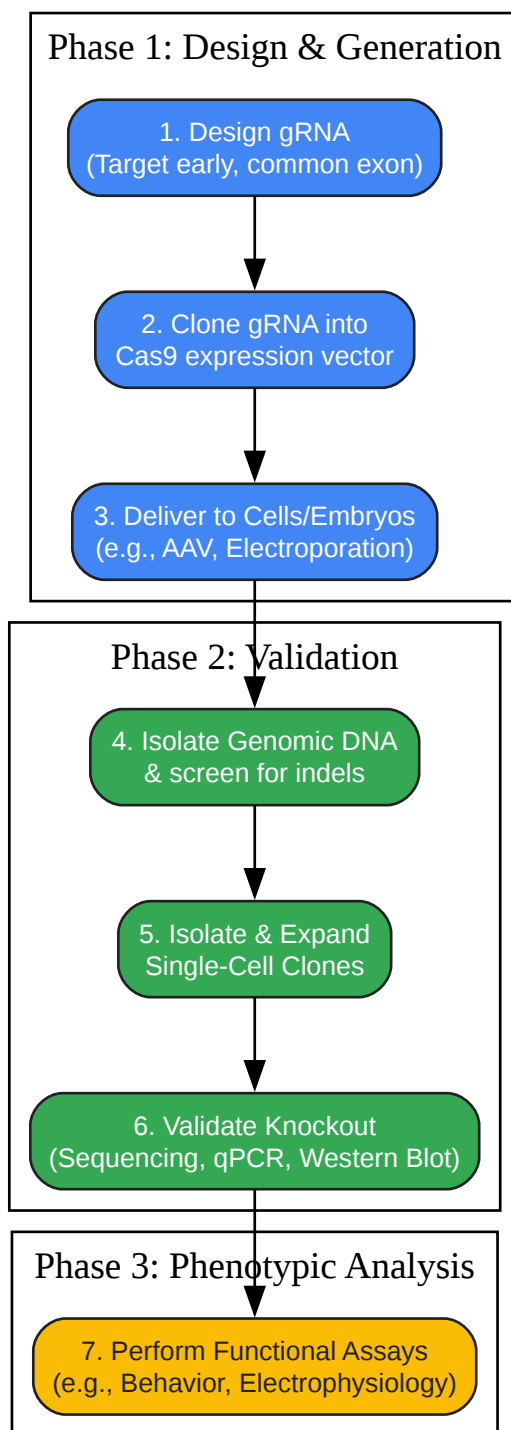 Phase 1: Design & Generation
1. Design gRNA
(Target early, common exon)
2. Clone gRNA into
Cas9 expression vector
3. Deliver to Cells/Embryos
(e.g., AAV, Electroporation)
Phase 2: Validation
4. Isolate Genomic DNA
& screen for indels
5. Isolate & Expand
Single-Cell Clones
6. Validate Knockout
(Sequencing, qPCR, Western Blot)
Phase 3: Phenotypic Analysis
7. Perform Functional Assays
(e.g., Behavior, Electrophysiology)